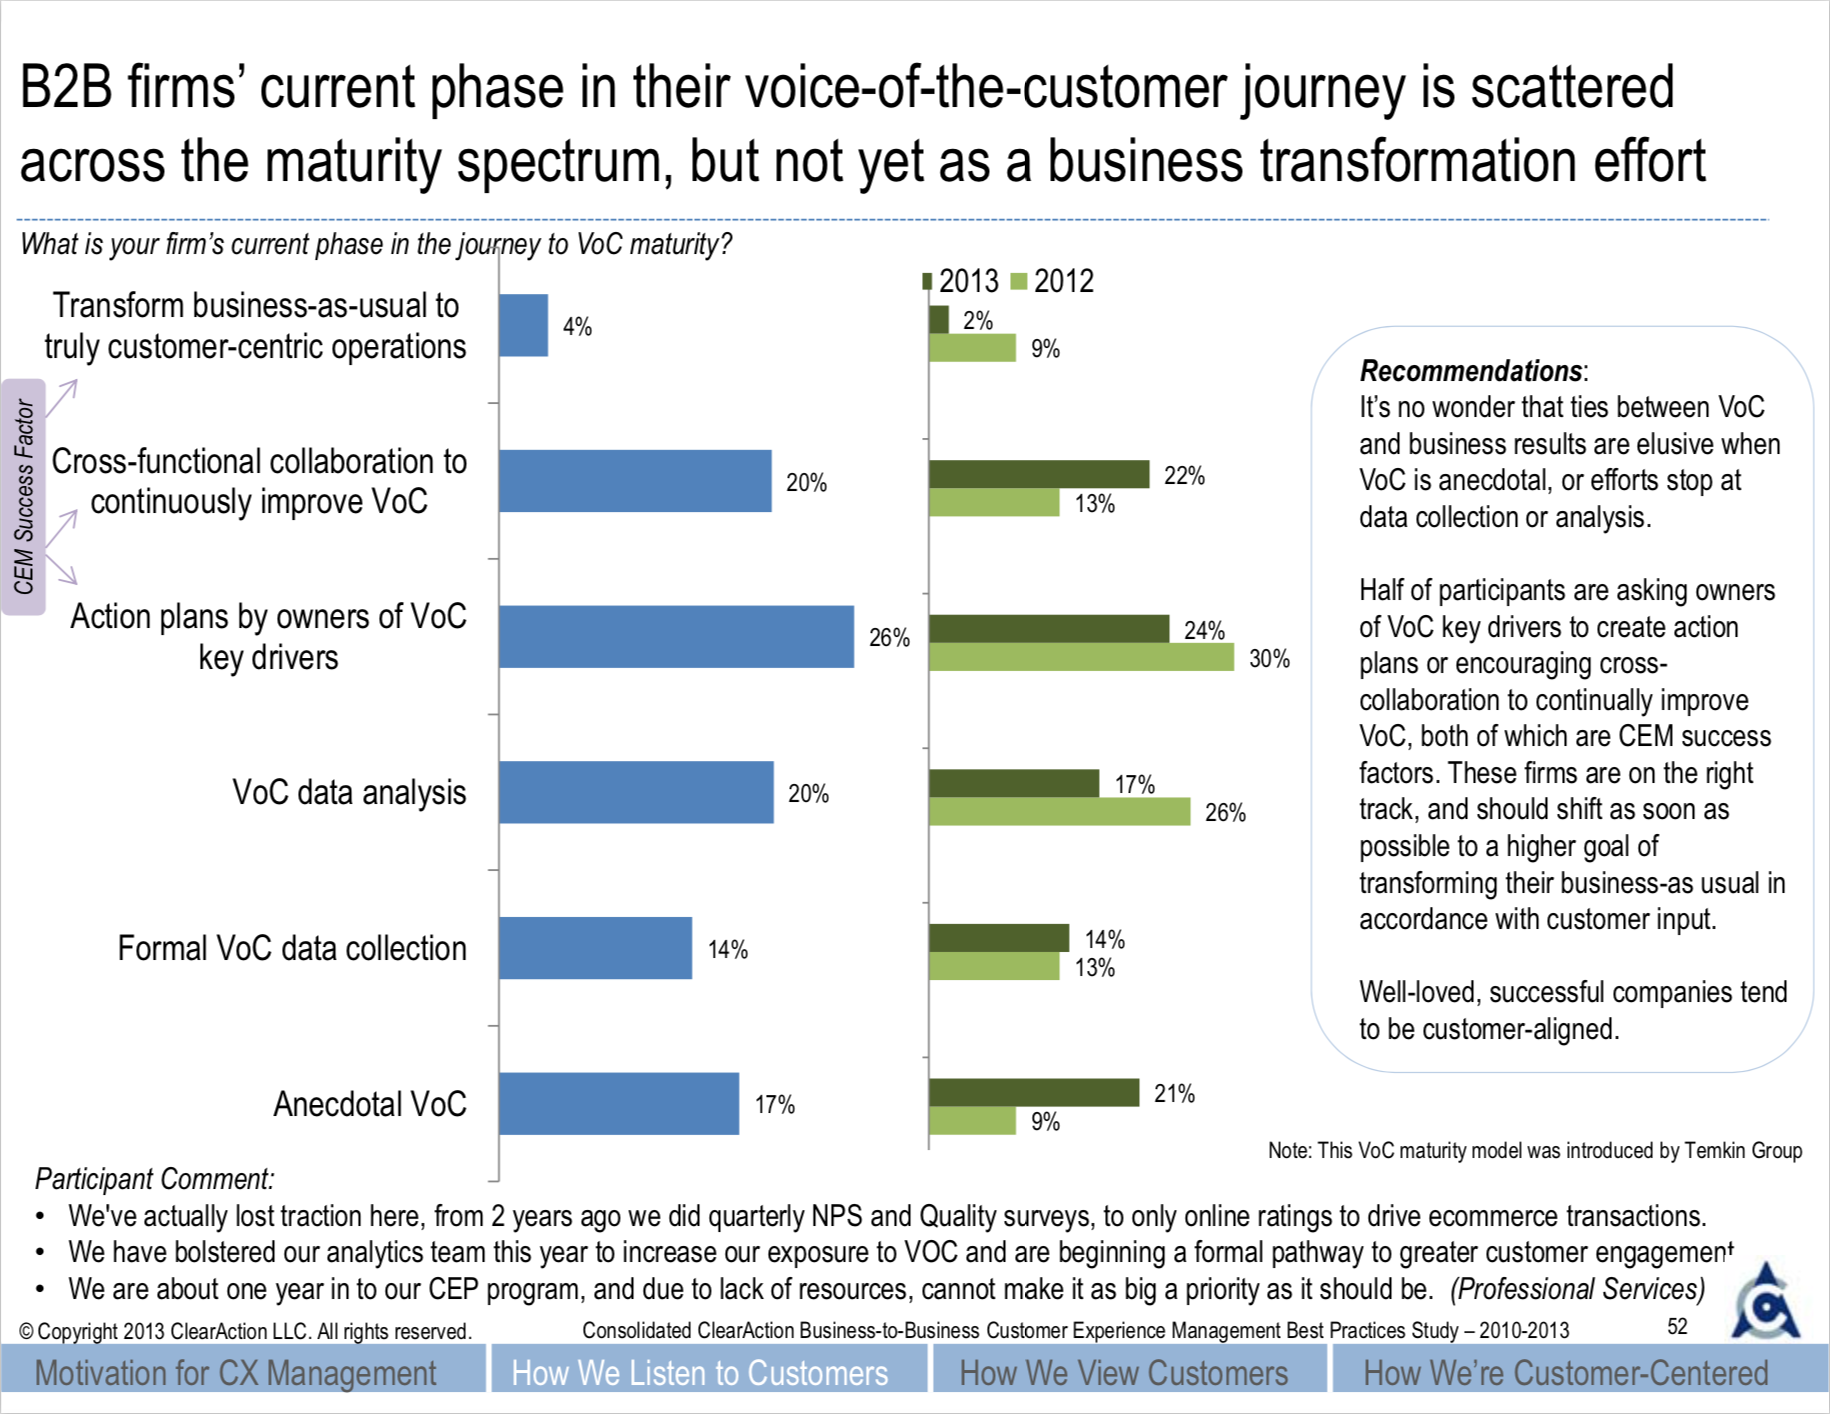 B2B firms’ current phase in their voice-of-the-customer journey is scattered
across the maturity spectrum, but not yet as a business transformation effort
What is your firm’s current phase in the journey to VoC maturity?
2013 2012
Transform business-as-usual to
truly customer-centric operations
4%
2%
9%
CEM Success Factor
Cross-functional collaboration to
continuously improve VoC
20%
22%
13%
Action plans by owners of VoC
key drivers
26%
24%
30%
VoC data analysis
20%
17%
26%
Formal VoC data collection
14%
14%
13%
Anecdotal VoC
17%
21%
9%
Recommendations:
It’s no wonder that ties between VoC
and business results are elusive when
VoC is anecdotal, or efforts stop at
data collection or analysis.
Half of participants are asking owners
of VoC key drivers to create action
plans or encouraging cross-
collaboration to continually improve
VoC, both of which are CEM success
factors. These firms are on the right
track, and should shift as soon as
possible to a higher goal of
transforming their business-as usual in
accordance with customer input.
Well-loved, successful companies tend
to be customer-aligned.
Note: This VoC maturity model was introduced by Temkin Group
Participant Comment:
• We've actually lost traction here, from 2 years ago we did quarterly NPS and Quality surveys, to only online ratings to drive ecommerce transactions.
• We have bolstered our analytics team this year to increase our exposure to VOC and are beginning a formal pathway to greater customer engagement
• We are about one year in to our CEP program, and due to lack of resources, cannot make it as big a priority as it should be. (Professional Services)
© Copyright 2013 ClearAction LLC. All rights reserved.
Consolidated ClearAction Business-to-Business Customer Experience Management Best Practices Study – 2010-2013
52
Motivation for CX Management
How We Listen to Customers
How We View Customers
How We’re Customer-Centered